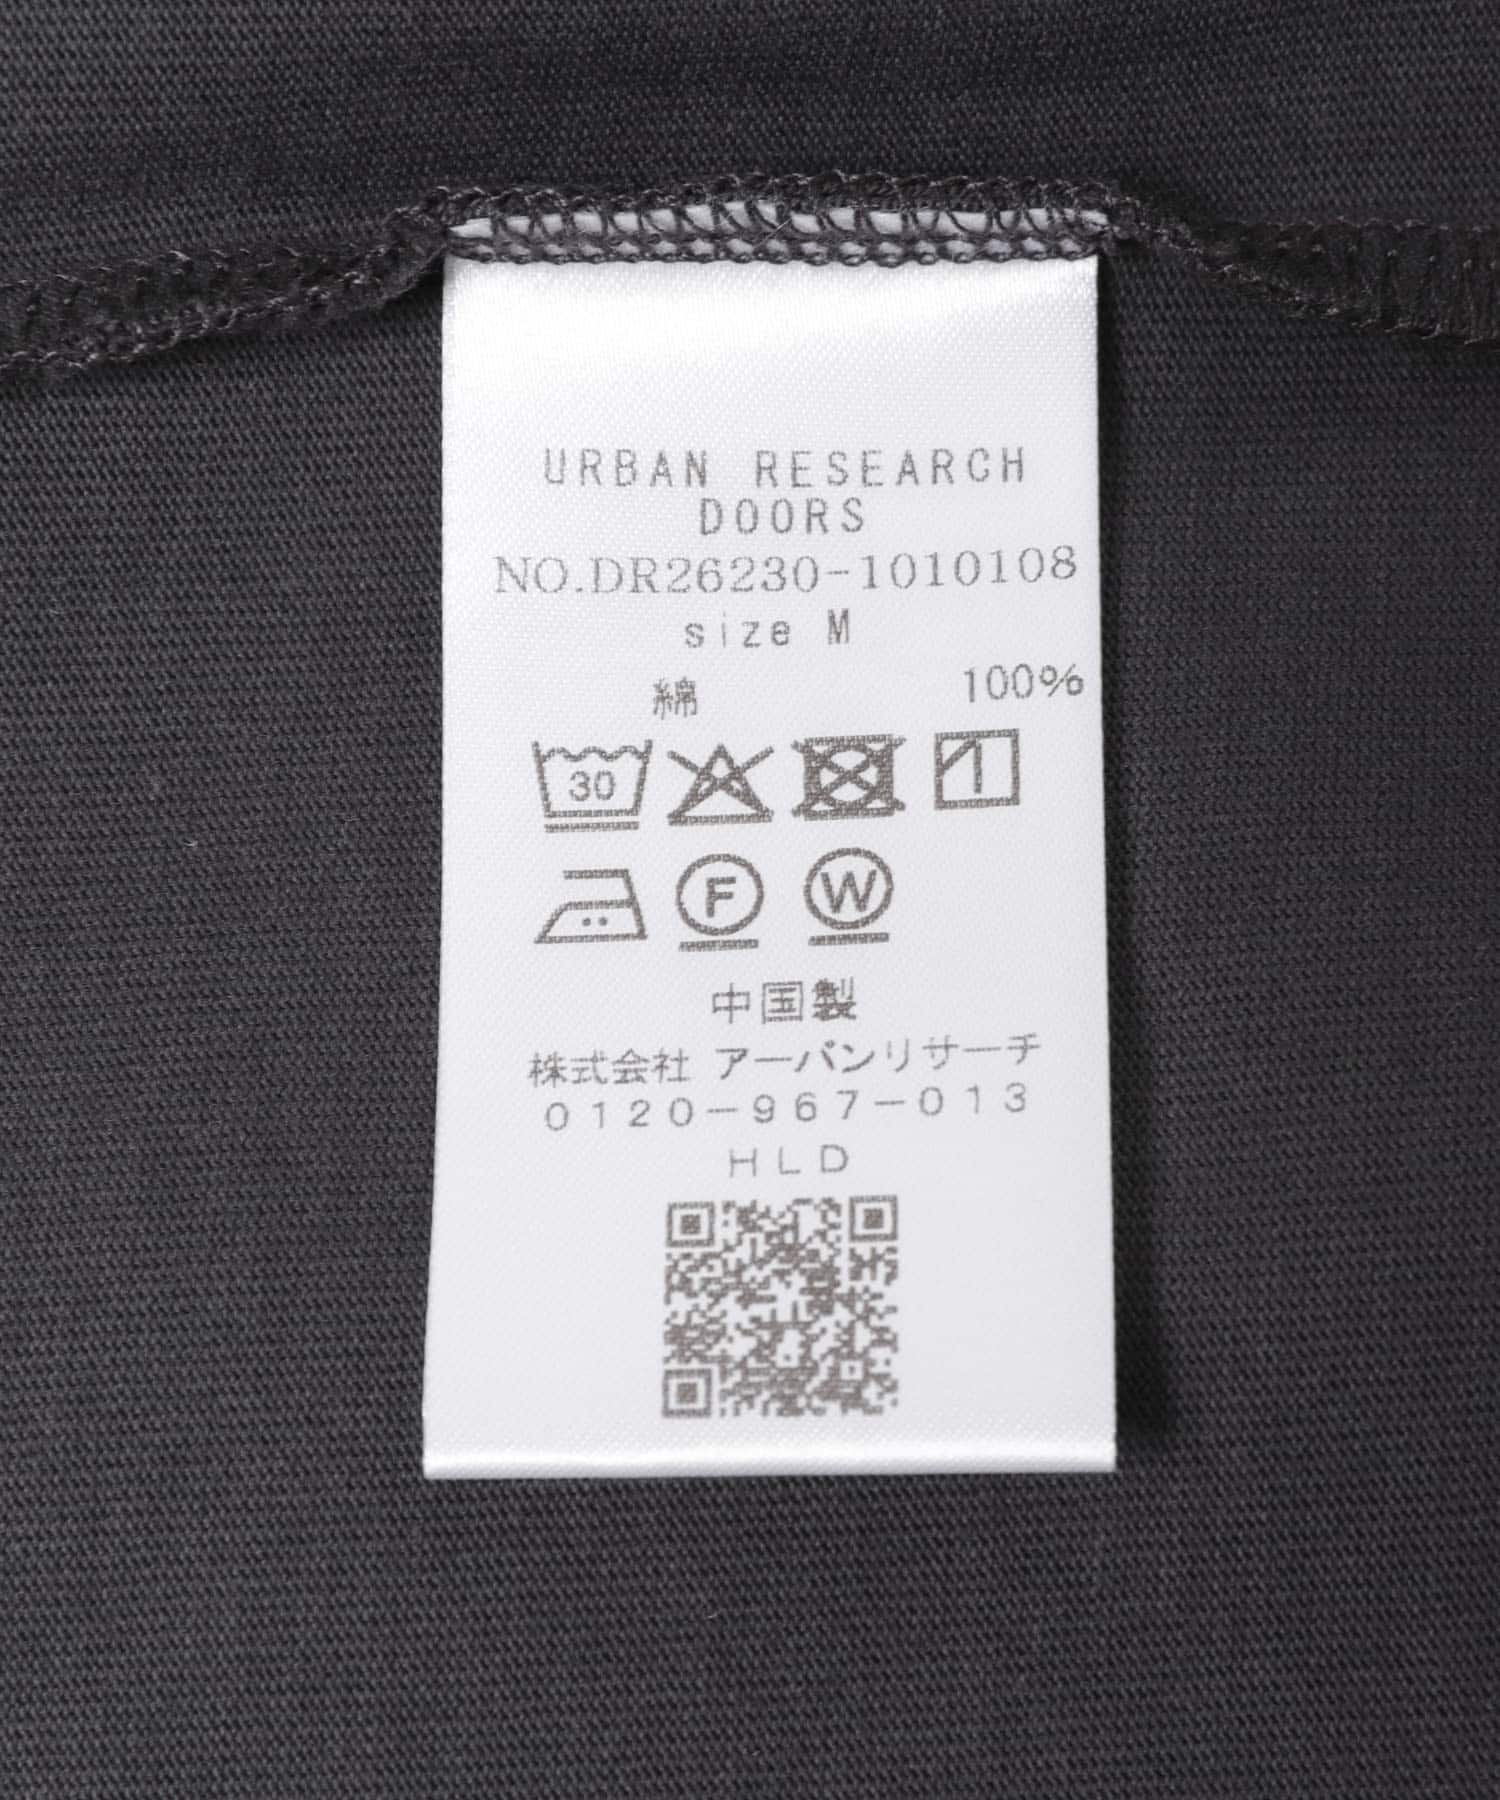 URBAN RESEARCH
DOORS
NO.DR26230-1010108
size M
綿 100%
30
F W
中国製
株式会社 アーバンリサーチ
0120-967-013
HLD